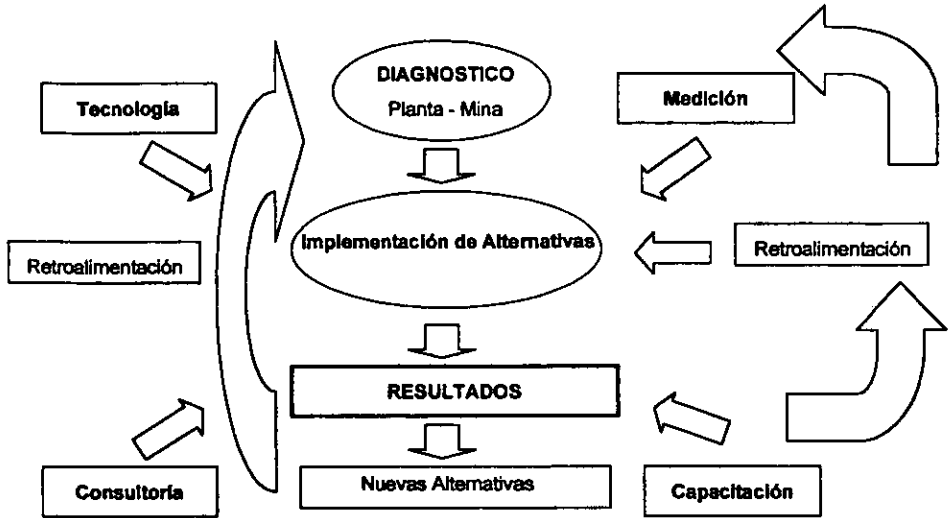 DIAGNOSTICO
Planta - Mina
Tecnología
Medición
Implementación de Alternativas
Retroalimentación
Retroalimentación
RESULTADOS
Nuevas Alternativas
Consultoría
Capacitación